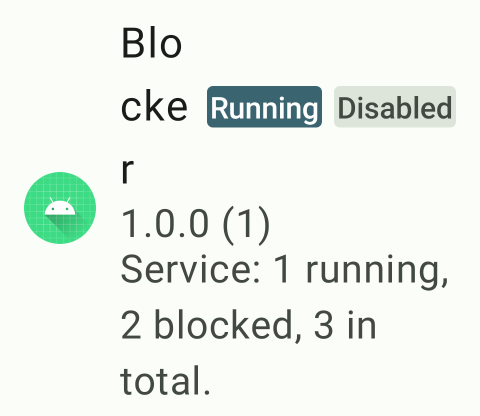 Blo
cke Running Disabled
r
1.0.0 (1)
Service: 1 running,
2 blocked, 3 in
total.